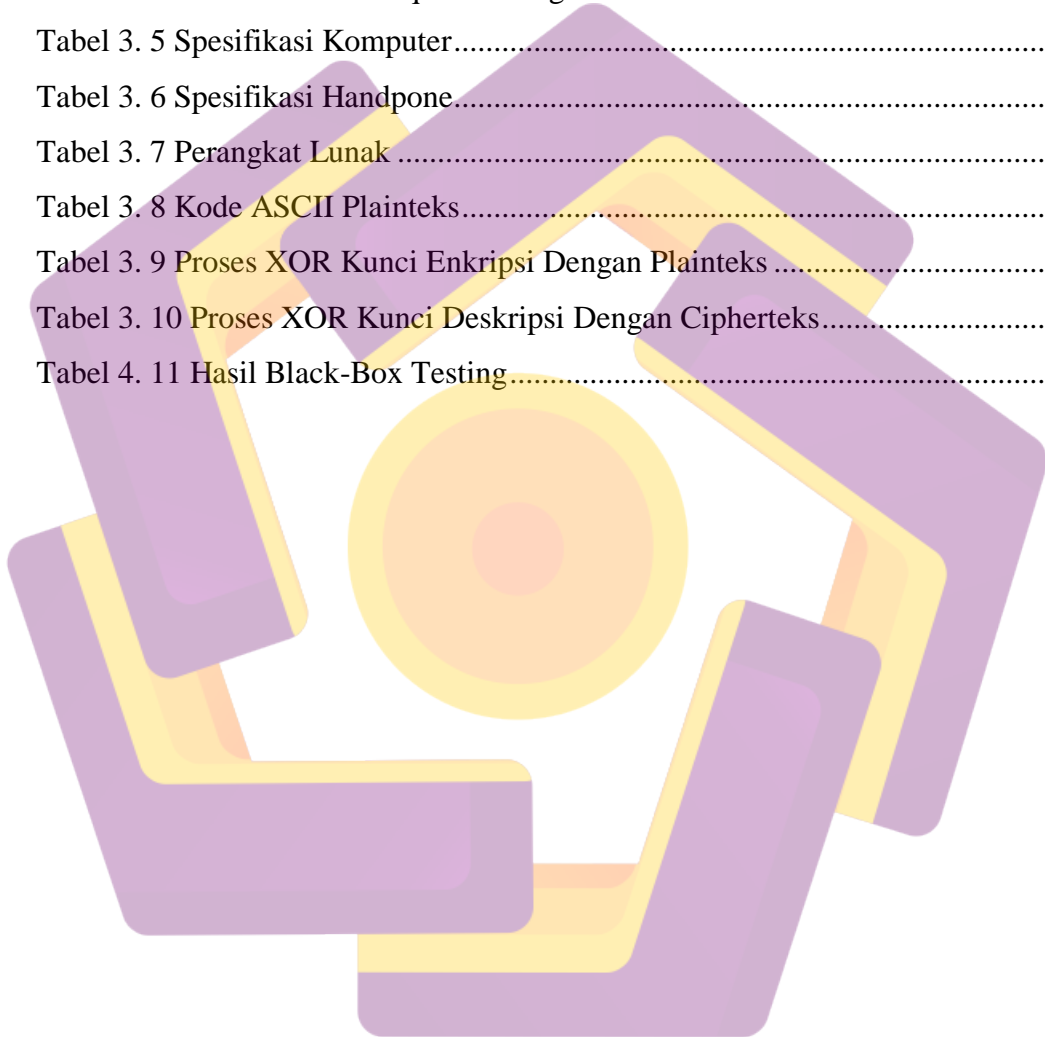 Tabel 3. 5 Spesifikasi Komputer....................................................................
Tabel 3. 6 Spesifikasi Handpone....................................................................
Tabel 3. 7 Perangkat Lunak ...........................................................................
Tabel 3. 8 Kode ASCII Plainteks...................................................................
Tabel 3. 9 Proses XOR Kunci Enkripsi Dengan Plainteks .............................
Tabel 3. 10 Proses XOR Kunci Deskripsi Dengan Cipherteks.......................
Tabel 4. 11 Hasil Black-Box Testing.............................................................